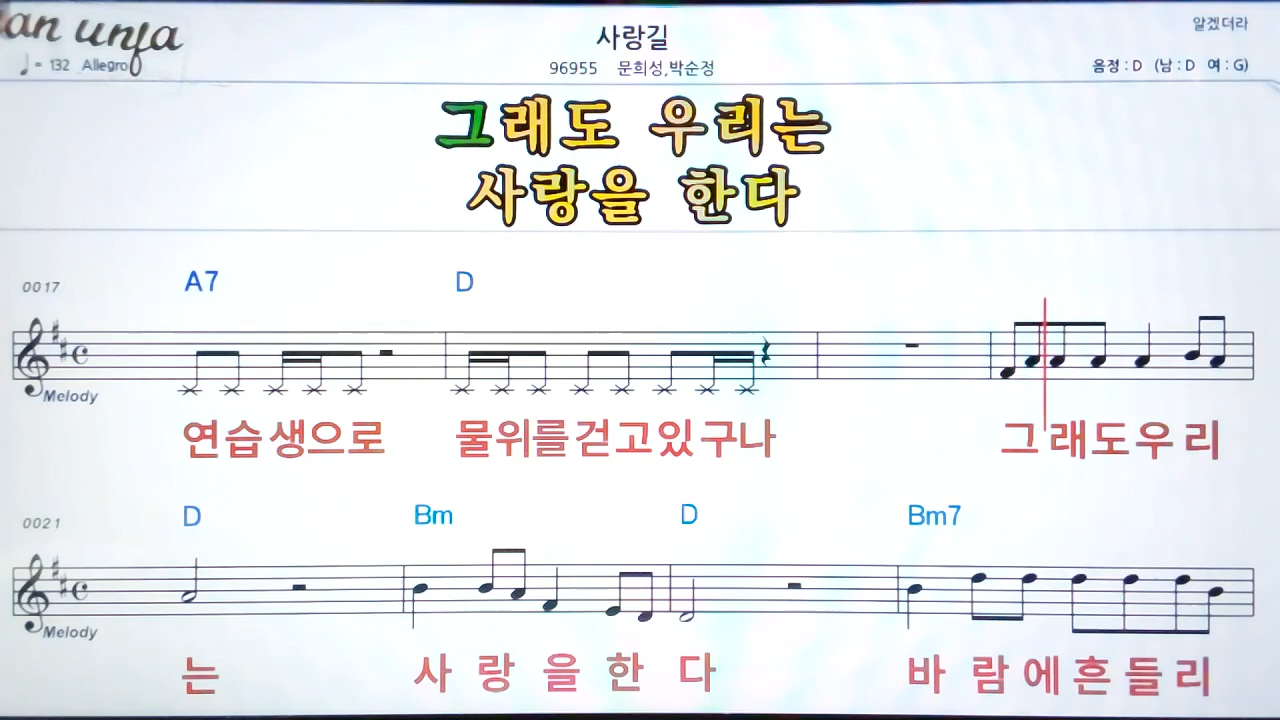 an unfa
알겠더라
사랑길
♩= 132 Allegro
96955 문희성,박순정
음정 : D (남 : D 여 : G)
그래도 우리는
사랑을 한다
A7 D
0017
Melody
연습생으로 물위를걷고있구나 그래도우리
D Bm D Bm7
0021
Melody
는 사랑을한다 바람에흔들리